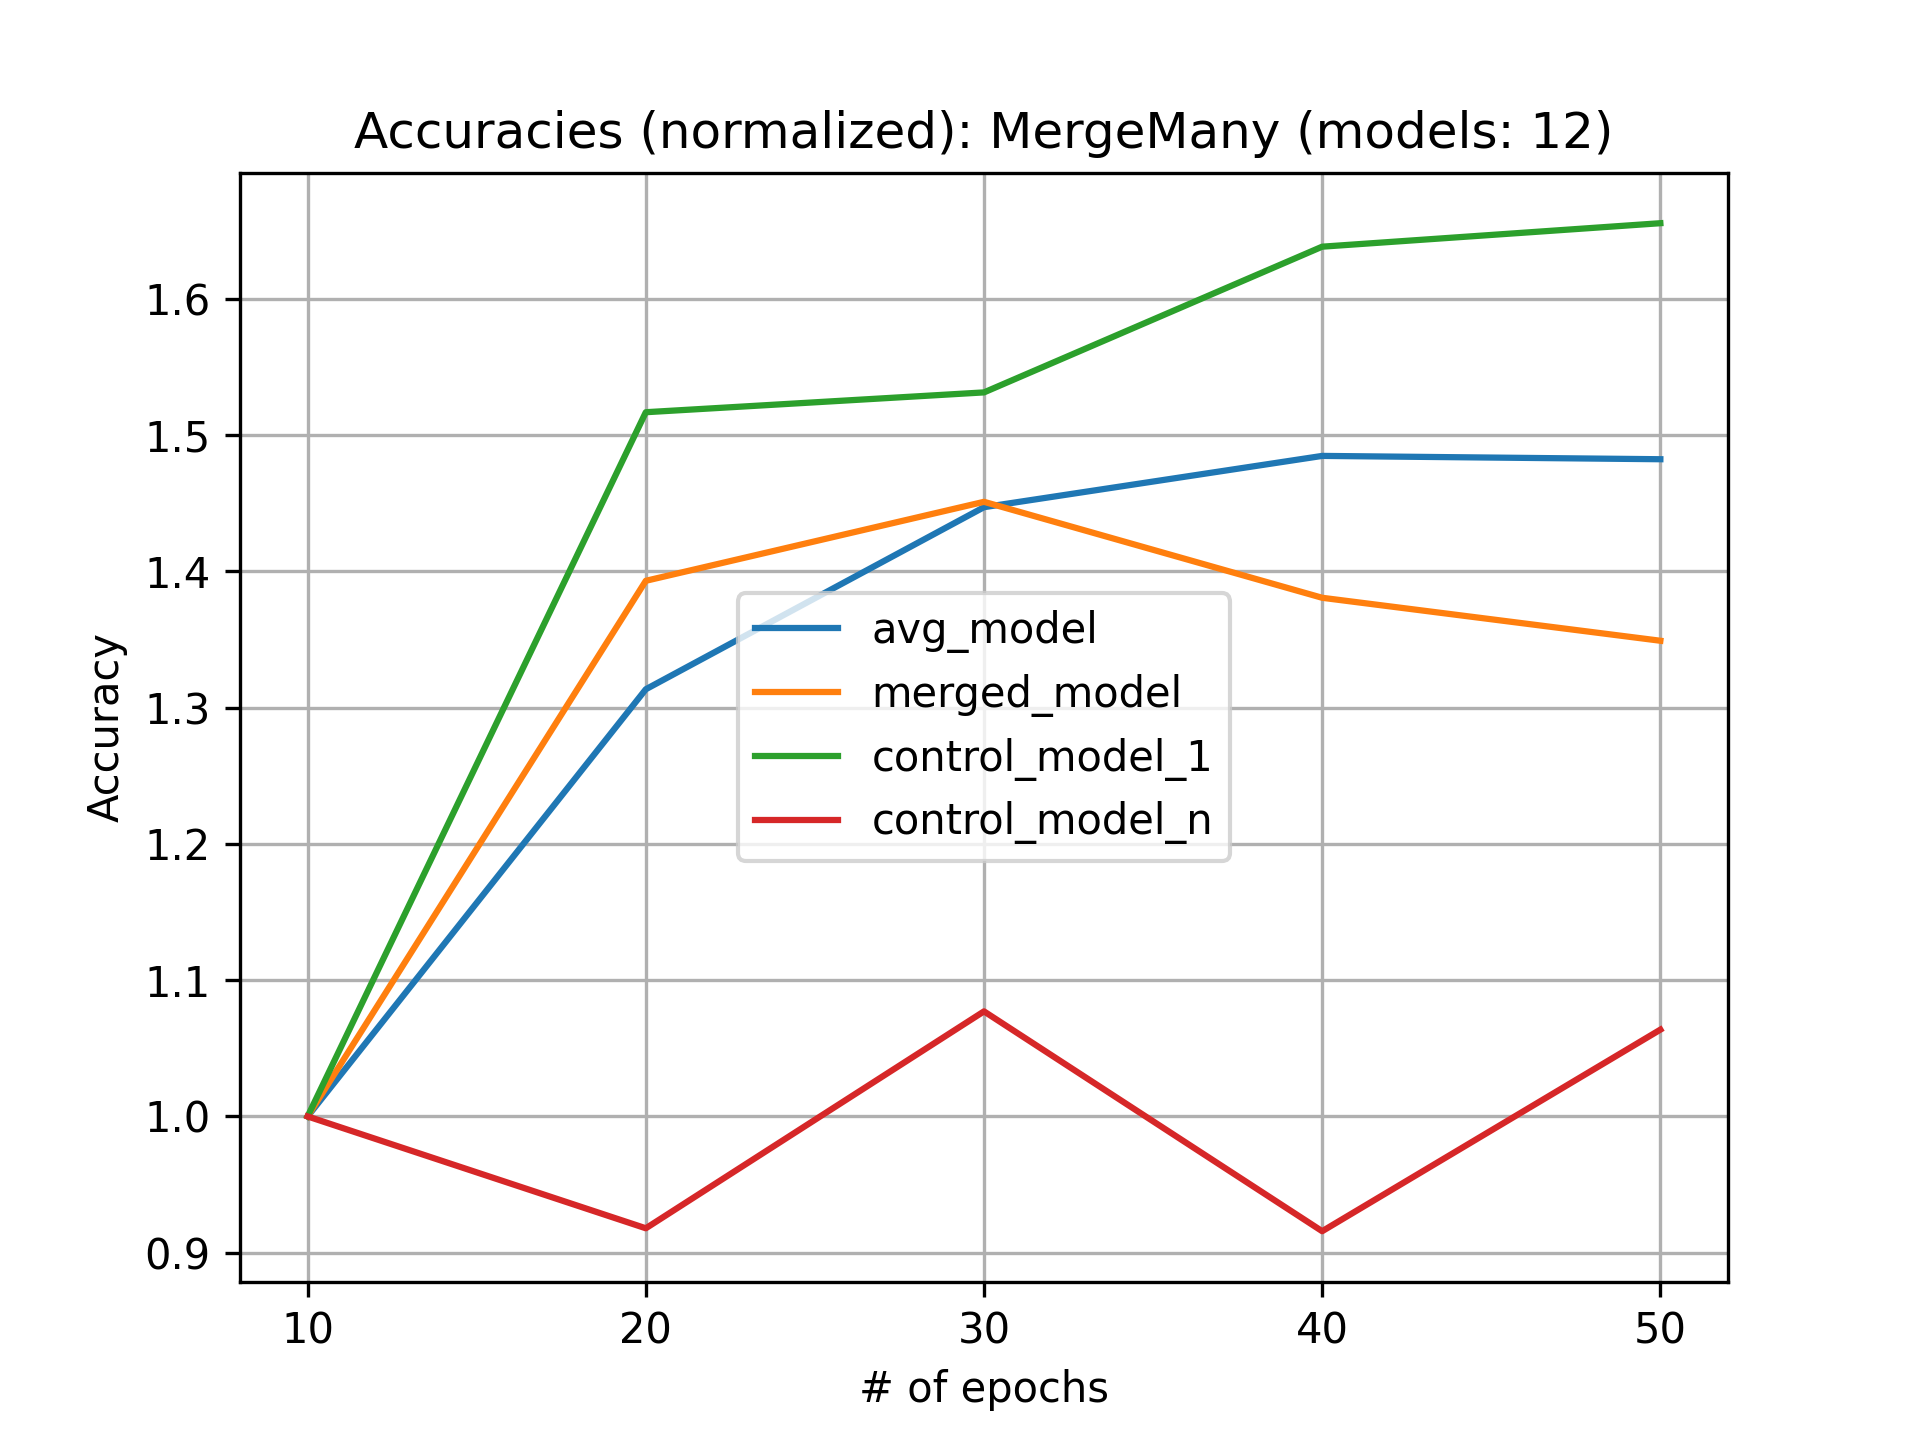 Accuracies (normalized): MergeMany (models: 12)
1.6
1.5
1.4
1.3
1.2
1.1
1.0
0.9
Accuracy
avg_model
merged_model
control_model_1
control_model_n
10 20 30 40 50
# of epochs